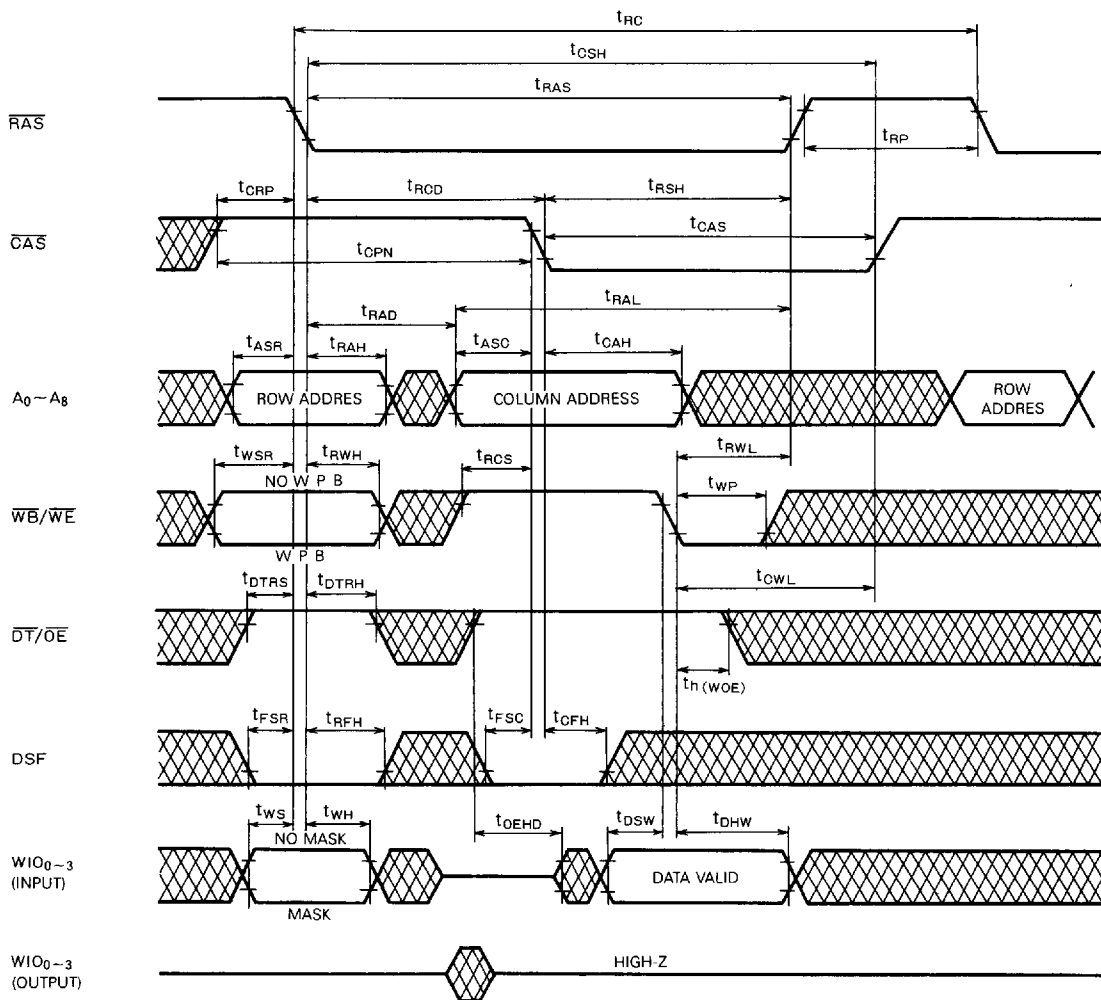 tRC
tCSH
tRAS
RAS
tRP
tCRP
tRCD
tRSH
CAS
tCAS
tCPN
tRAL
tRAD
tASR
tRAH
tASC
tCAH
A0~A8
ROW ADDRES
COLUMN ADDRESS
ROW
ADDRES
tWSR
tRWH
tRCS
tRWL
NO W P B
tWP
WB/WE
W P B
tCWL
tDTRS
tDTRH
DT/OE
th (WOE)
tFSR
tRFH
tFSC
tCFH
DSF
tWS
tWH
tOEHD
tDSW
tDHW
NO MASK
WIO0~3
(INPUT)
DATA VALID
MASK
WIO0~3
(OUTPUT)
HIGH-Z